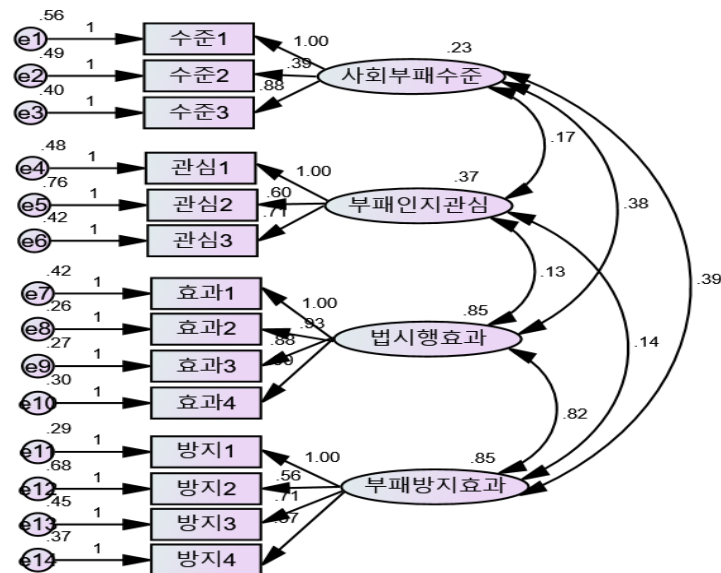 .56
e1 1 수준1 1.00 .23
.49
e2 1 수준2 .39 사회부패수준
.40
e3 1 수준3 .88
.17
.48
e4 1 관심1 1.00 .37
.76
e5 1 관심2 .60 부패인지관심 .38
.42
e6 1 관심3 .71
.13 .39
.42
e7 1 효과1 1.00 .85
.26
e8 1 효과2 .93 법시행효과 .14
.27
e9 1 효과3 .88
.30
e10 1 효과4
.82
.29
e11 1 방지1 1.00 .85
.68
e12 1 방지2 .56 부패방지효과
.45
e13 1 방지3 .71
.37
e14 1 방지4